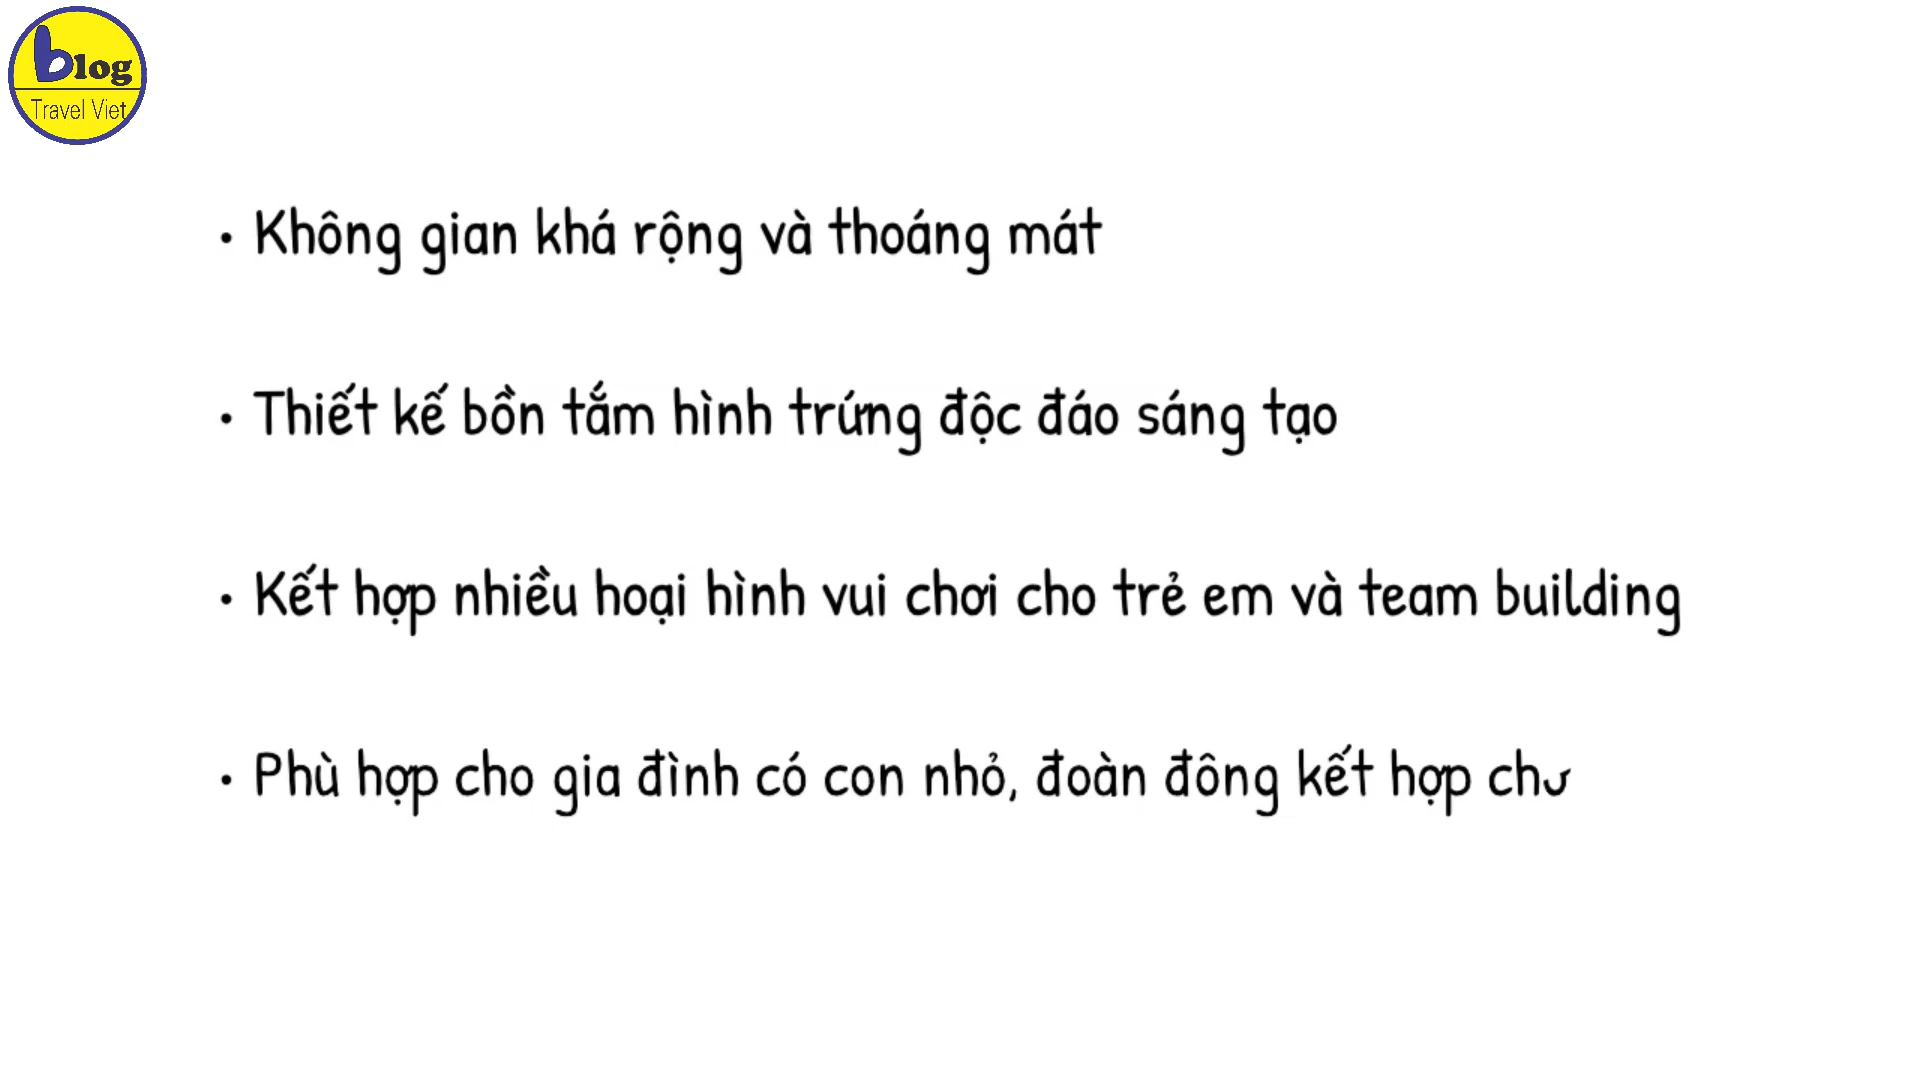 blog
Travel Viet
• Không gian khá rộng và thoáng mát
• Thiết kế bồn tắm hình trứng độc đáo sáng tạo
• Kết hợp nhiều hoại hình vui chơi cho trẻ em và team building
• Phù hợp cho gia đình có con nhỏ, đoàn đông kết hợp